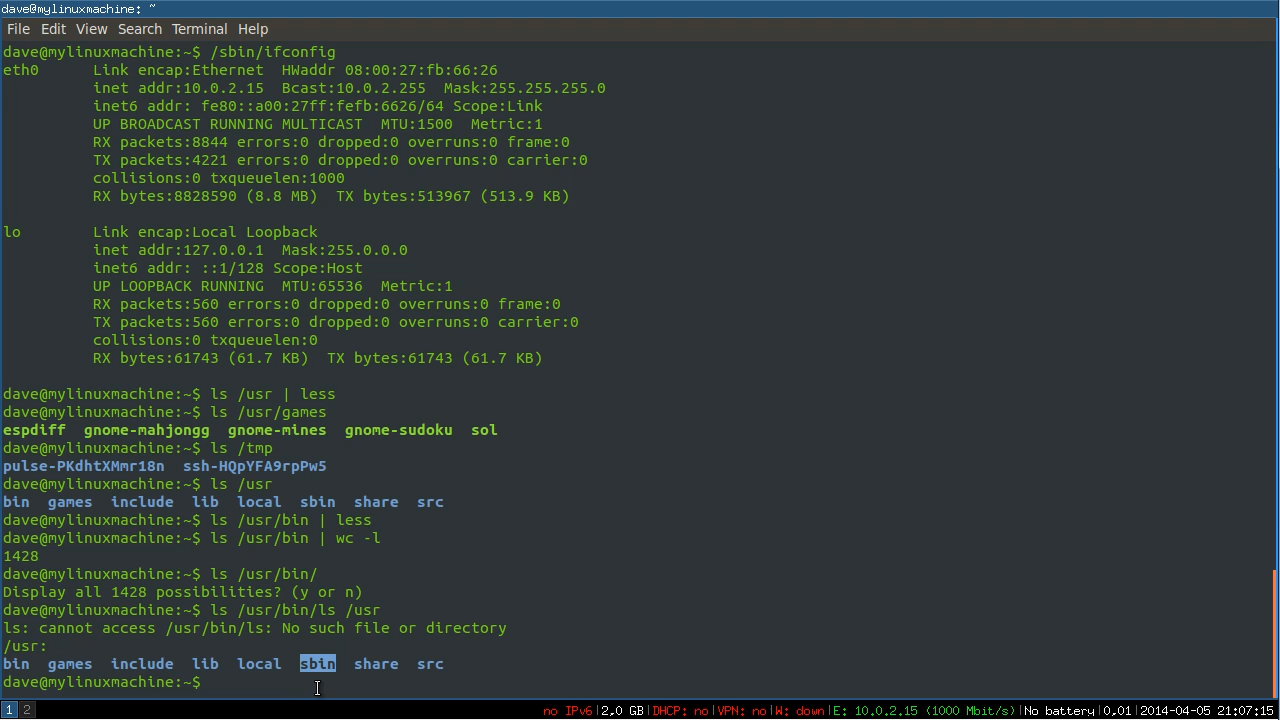 dave@mylinuxmachine: ~
File Edit View Search Terminal Help
dave@mylinuxmachine:~$ /sbin/ifconfig
eth0      Link encap:Ethernet  HWaddr 08:00:27:fb:66:26
          inet addr:10.0.2.15  Bcast:10.0.2.255  Mask:255.255.255.0
          inet6 addr: fe80::a00:27ff:fefb:6626/64 Scope:Link
          UP BROADCAST RUNNING MULTICAST  MTU:1500  Metric:1
          RX packets:8844 errors:0 dropped:0 overruns:0 frame:0
          TX packets:4221 errors:0 dropped:0 overruns:0 carrier:0
          collisions:0 txqueuelen:1000
          RX bytes:8828590 (8.8 MB)  TX bytes:513967 (513.9 KB)
lo        Link encap:Local Loopback
          inet addr:127.0.0.1  Mask:255.0.0.0
          inet6 addr: ::1/128 Scope:Host
          UP LOOPBACK RUNNING  MTU:65536  Metric:1
          RX packets:560 errors:0 dropped:0 overruns:0 frame:0
          TX packets:560 errors:0 dropped:0 overruns:0 carrier:0
          collisions:0 txqueuelen:0
          RX bytes:61743 (61.7 KB)  TX bytes:61743 (61.7 KB)
dave@mylinuxmachine:~$ ls /usr | less
dave@mylinuxmachine:~$ ls /usr/games
espdiff  gnome-mahjongg  gnome-mines  gnome-sudoku  sol
dave@mylinuxmachine:~$ ls /tmp
pulse-PKdhtXMmr18n  ssh-HQpYFA9rpPw5
dave@mylinuxmachine:~$ ls /usr
bin  games  include  lib  local  sbin  share  src
dave@mylinuxmachine:~$ ls /usr/bin | less
dave@mylinuxmachine:~$ ls /usr/bin | wc -l
1428
dave@mylinuxmachine:~$ ls /usr/bin/
Display all 1428 possibilities? (y or n)
dave@mylinuxmachine:~$ ls /usr/bin/ls /usr
ls: cannot access /usr/bin/ls: No such file or directory
/usr:
bin  games  include  lib  local  sbin  share  src
dave@mylinuxmachine:~$
1 2 no IPv6|2,0 GB|DHCP: no|VPN: no|W: down|E: 10.0.2.15 (1000 Mbit/s)|No battery|0,01|2014-04-05 21:07:15